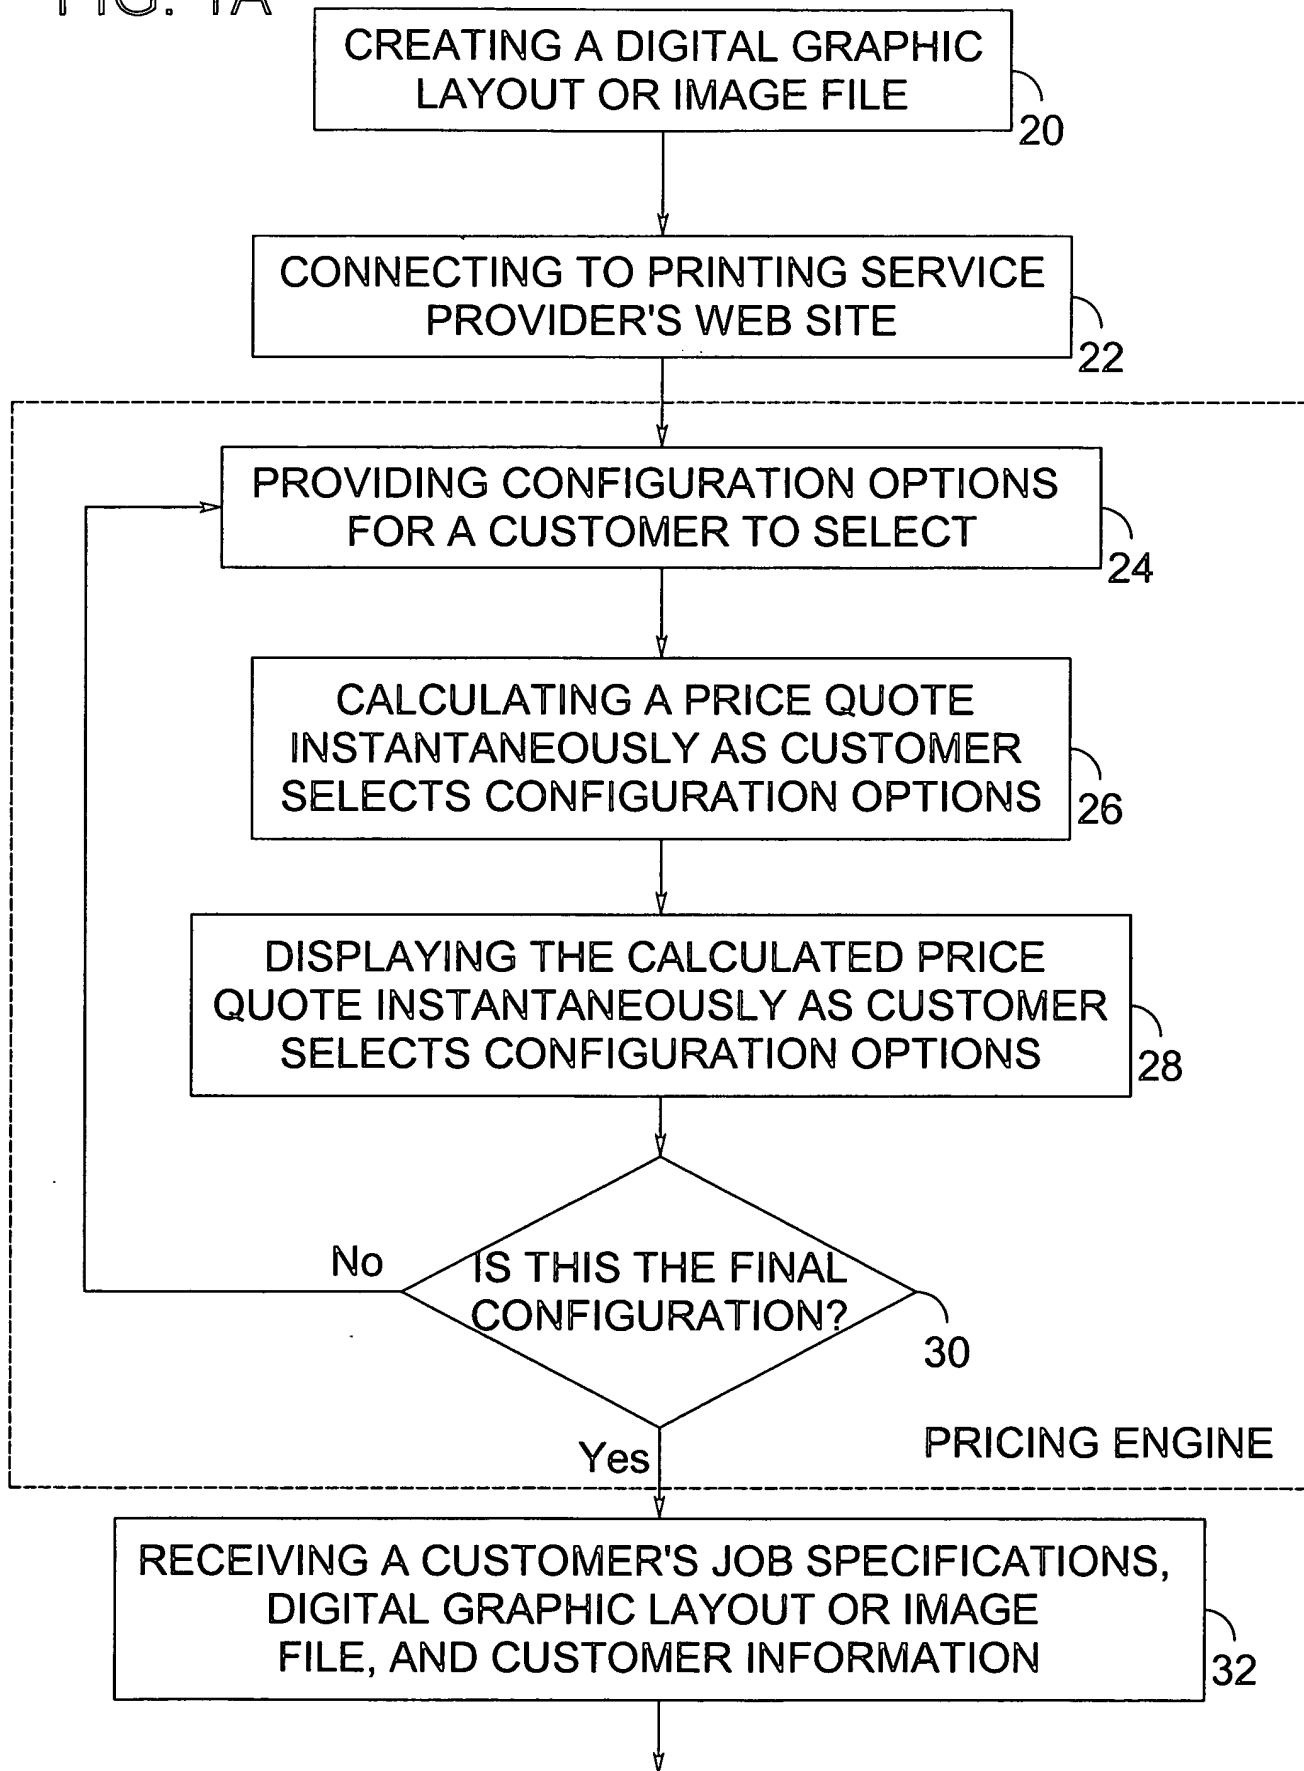 FIG. 1A
CREATING A DIGITAL GRAPHIC
LAYOUT OR IMAGE FILE
20
CONNECTING TO PRINTING SERVICE
PROVIDER'S WEB SITE
22
PROVIDING CONFIGURATION OPTIONS
FOR A CUSTOMER TO SELECT
24
CALCULATING A PRICE QUOTE
INSTANTANEOUSLY AS CUSTOMER
SELECTS CONFIGURATION OPTIONS
26
DISPLAYING THE CALCULATED PRICE
QUOTE INSTANTANEOUSLY AS CUSTOMER
SELECTS CONFIGURATION OPTIONS
28
No
IS THIS THE FINAL
CONFIGURATION?
30
Yes
PRICING ENGINE
RECEIVING A CUSTOMER'S JOB SPECIFICATIONS,
DIGITAL GRAPHIC LAYOUT OR IMAGE
FILE, AND CUSTOMER INFORMATION
32